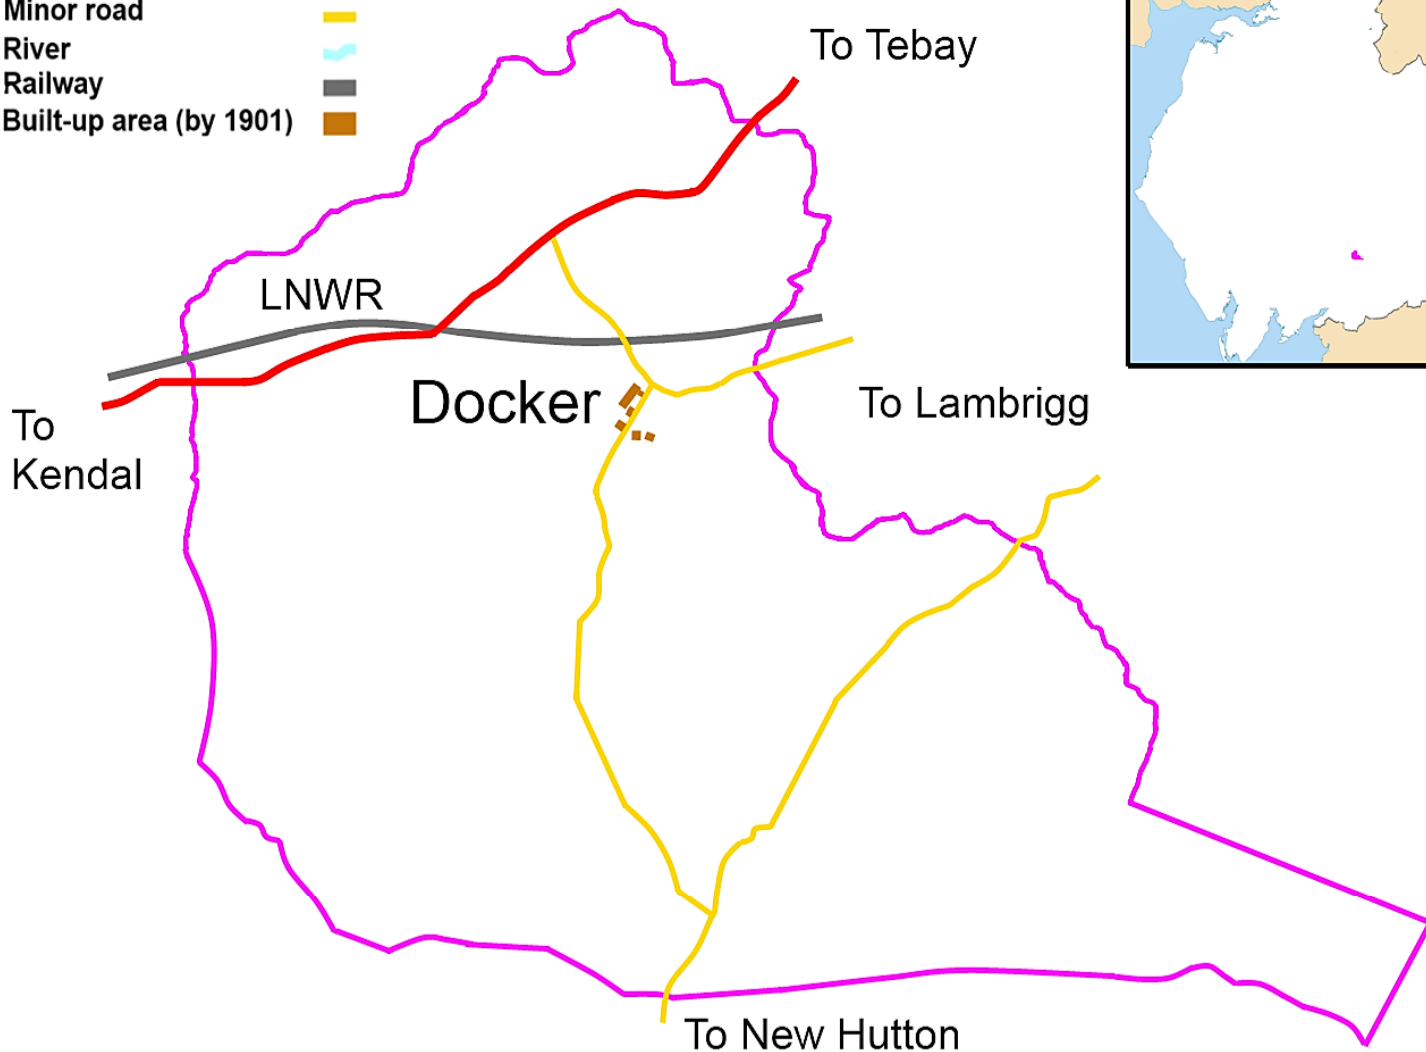 Minor road
River
Railway
Built-up area (by 1901)
To Tebay
LNWR
Docker
To Lambrigg
To
Kendal
To New Hutton